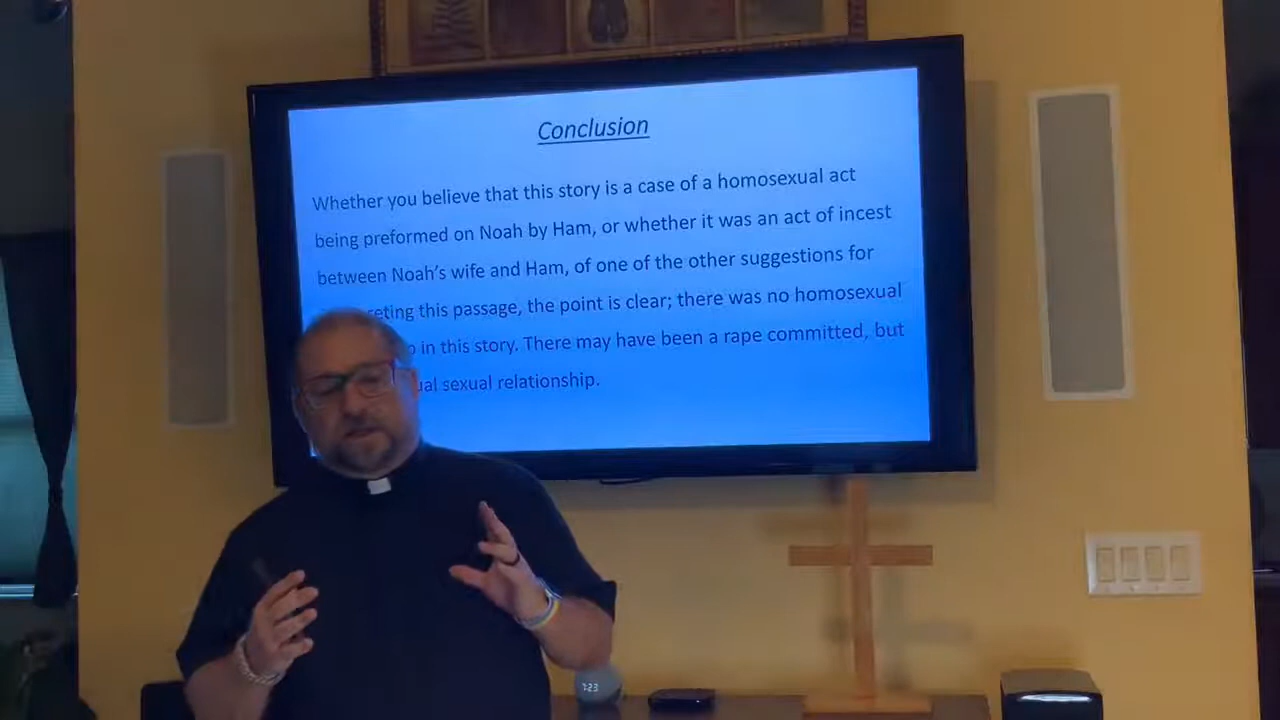 Conclusion
Whether you believe that this story is a case of a homosexual act
being preformed on Noah by Ham, or whether it was an act of incest
between Noah's wife and Ham, of one of the other suggestions for
this passage, the point is clear; there was no homosexual
in this story. There may have been a rape committed, but
sexual relationship.
7:23